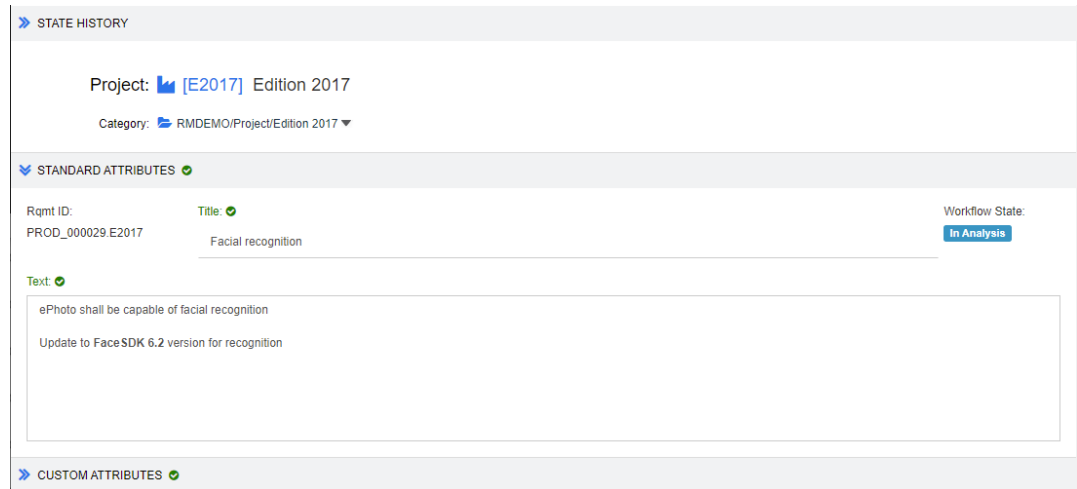 STATE HISTORY
Project: [E2017] Edition 2017
Category: RMDEMO/Project/Edition 2017
STANDARD ATTRIBUTES
Rqmt ID:
PROD_000029.E2017
Title:
Facial recognition
Workflow State:
In Analysis
Text:
ePhoto shall be capable of facial recognition
Update to FaceSDK 6.2 version for recognition
CUSTOM ATTRIBUTES